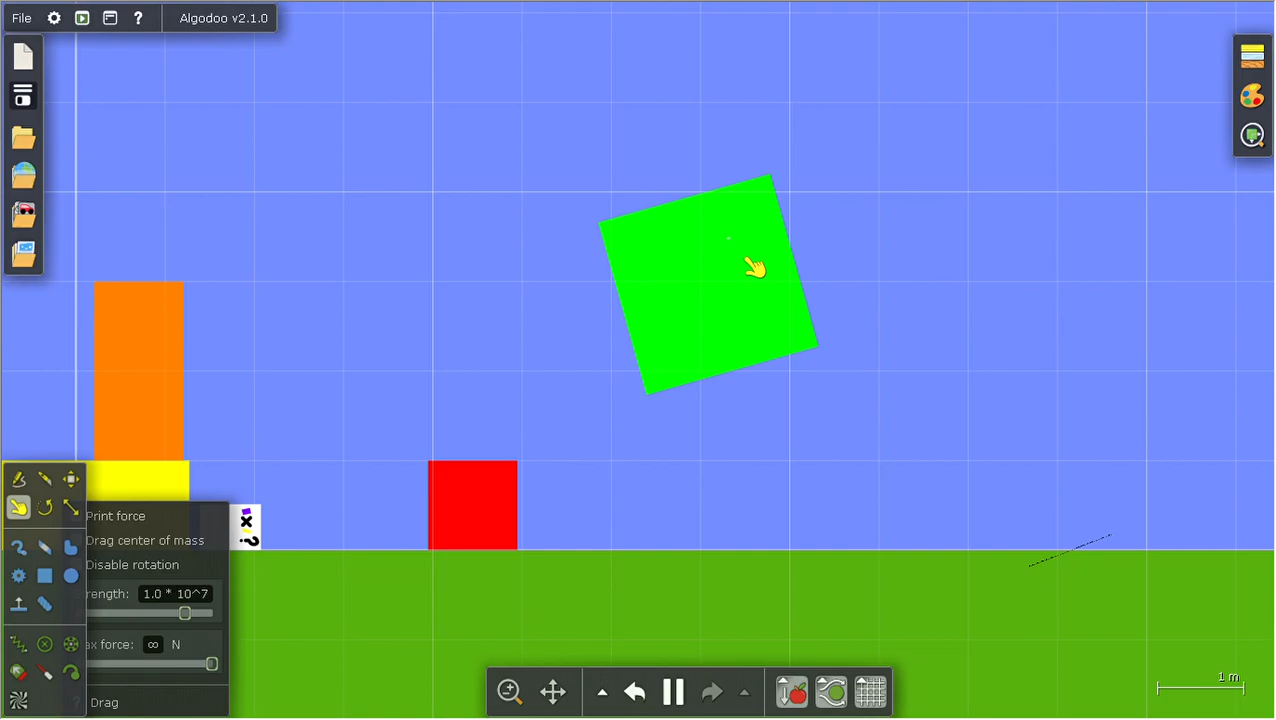 File ? Algodoo v2.1.0
x
?
Print force
Drag center of mass
Disable rotation
rength: 1.0 * 10^7
ax force: ∞ N
? Drag
1 m